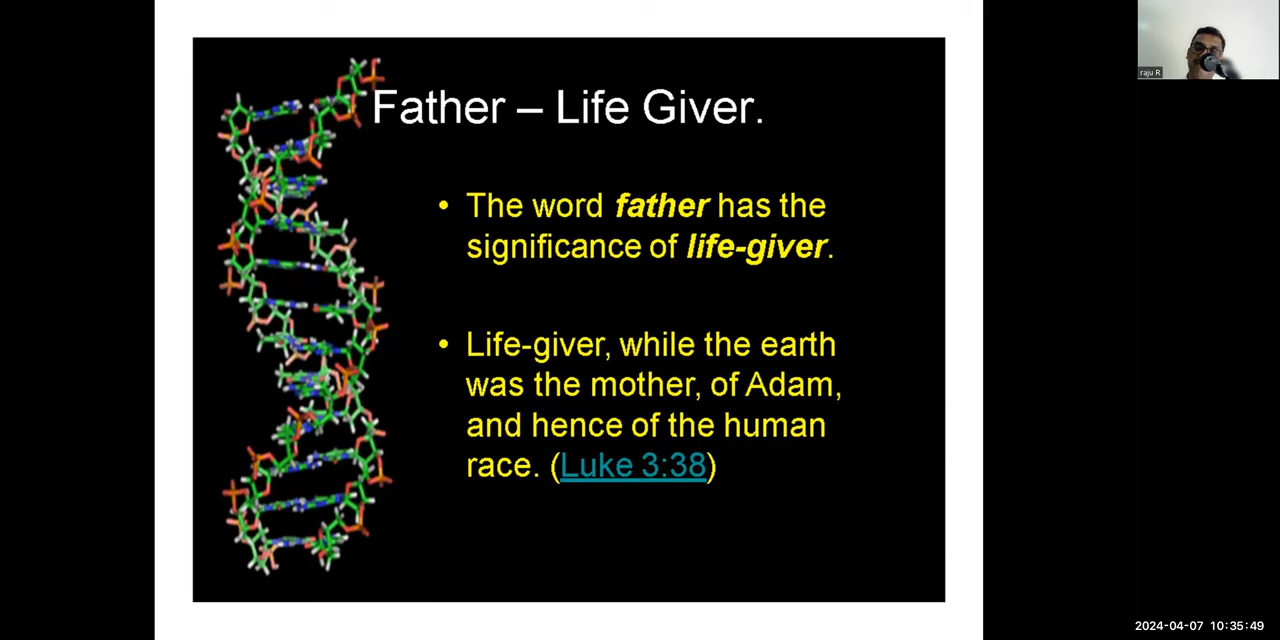 Father – Life Giver.
• The word father has the
significance of life-giver.
• Life-giver, while the earth
was the mother, of Adam,
and hence of the human
race. (Luke 3:38)
raju R
2024-04-07 10:35:49